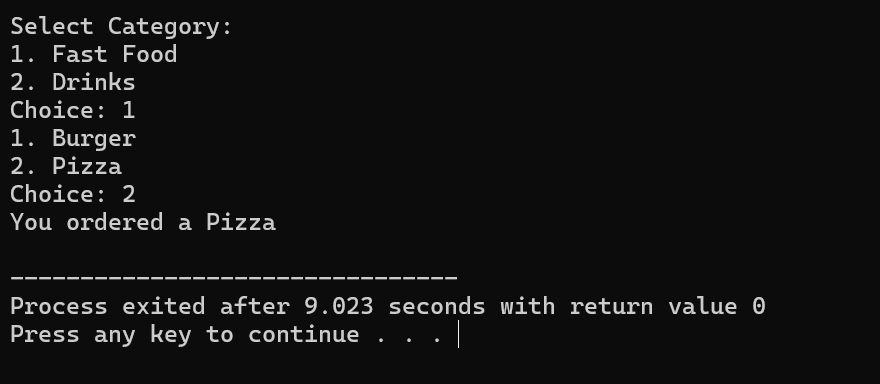 Select Category:
1. Fast Food
2. Drinks
Choice: 1
1. Burger
2. Pizza
Choice: 2
You ordered a Pizza
--------------------------------
Process exited after 9.023 seconds with return value 0
Press any key to continue . . .